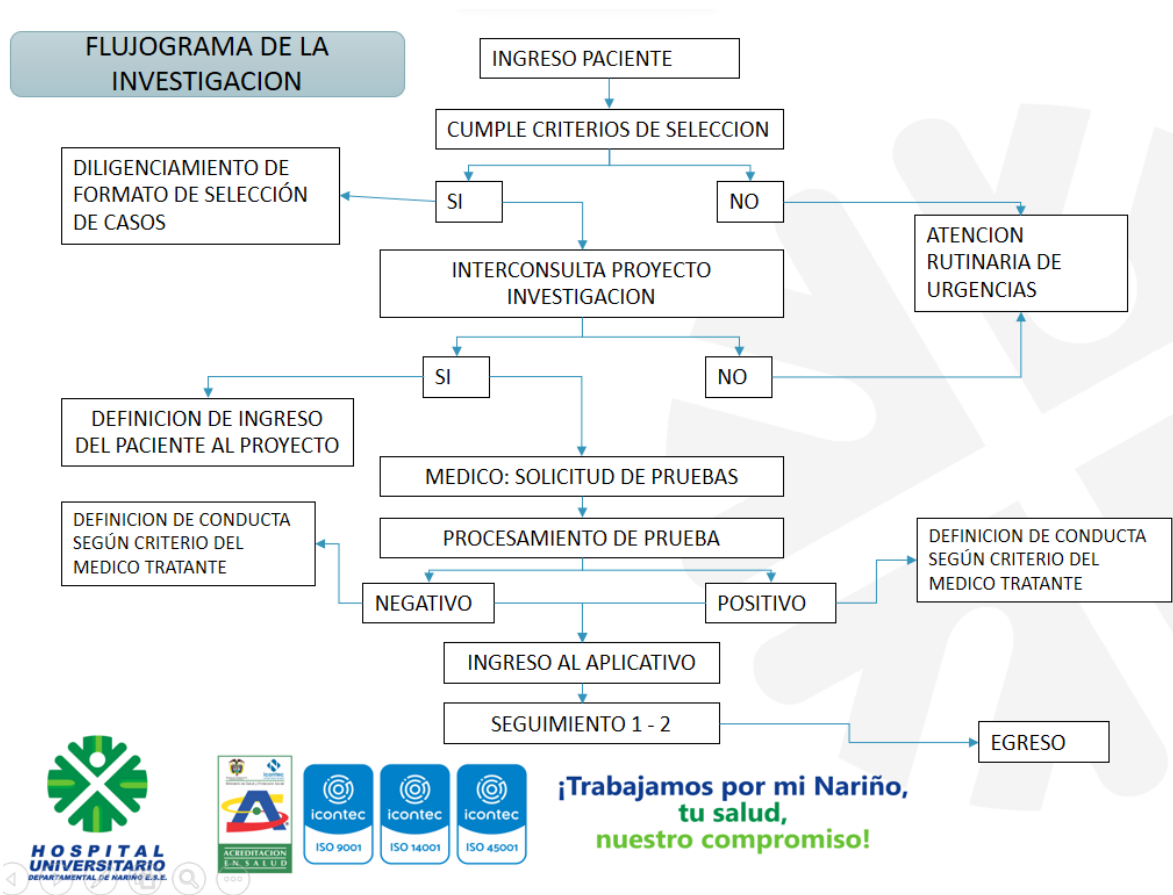 FLUJOGRAMA DE LA
INVESTIGACION
INGRESO PACIENTE
CUMPLE CRITERIOS DE SELECCION
DILIGENCIAMIENTO DE
FORMATO DE SELECCIÓN
DE CASOS
SI
NO
ATENCION
RUTINARIA DE
URGENCIAS
INTERCONSULTA PROYECTO
INVESTIGACION
SI
NO
DEFINICION DE INGRESO
DEL PACIENTE AL PROYECTO
MEDICO: SOLICITUD DE PRUEBAS
DEFINICION DE CONDUCTA
SEGÚN CRITERIO DEL
MEDICO TRATANTE
PROCESAMIENTO DE PRUEBA
DEFINICION DE CONDUCTA
SEGÚN CRITERIO DEL
MEDICO TRATANTE
NEGATIVO
POSITIVO
INGRESO AL APLICATIVO
SEGUIMIENTO 1 - 2
EGRESO
HOSPITAL
UNIVERSITARIO
DEPARTAMENTAL DE NARIÑO E.S.E.
icontec
ACREDITACION
EN SALUD
icontec
ISO 9001
icontec
ISO 14001
icontec
ISO 45001
¡Trabajamos por mi Nariño,
tu salud,
nuestro compromiso!